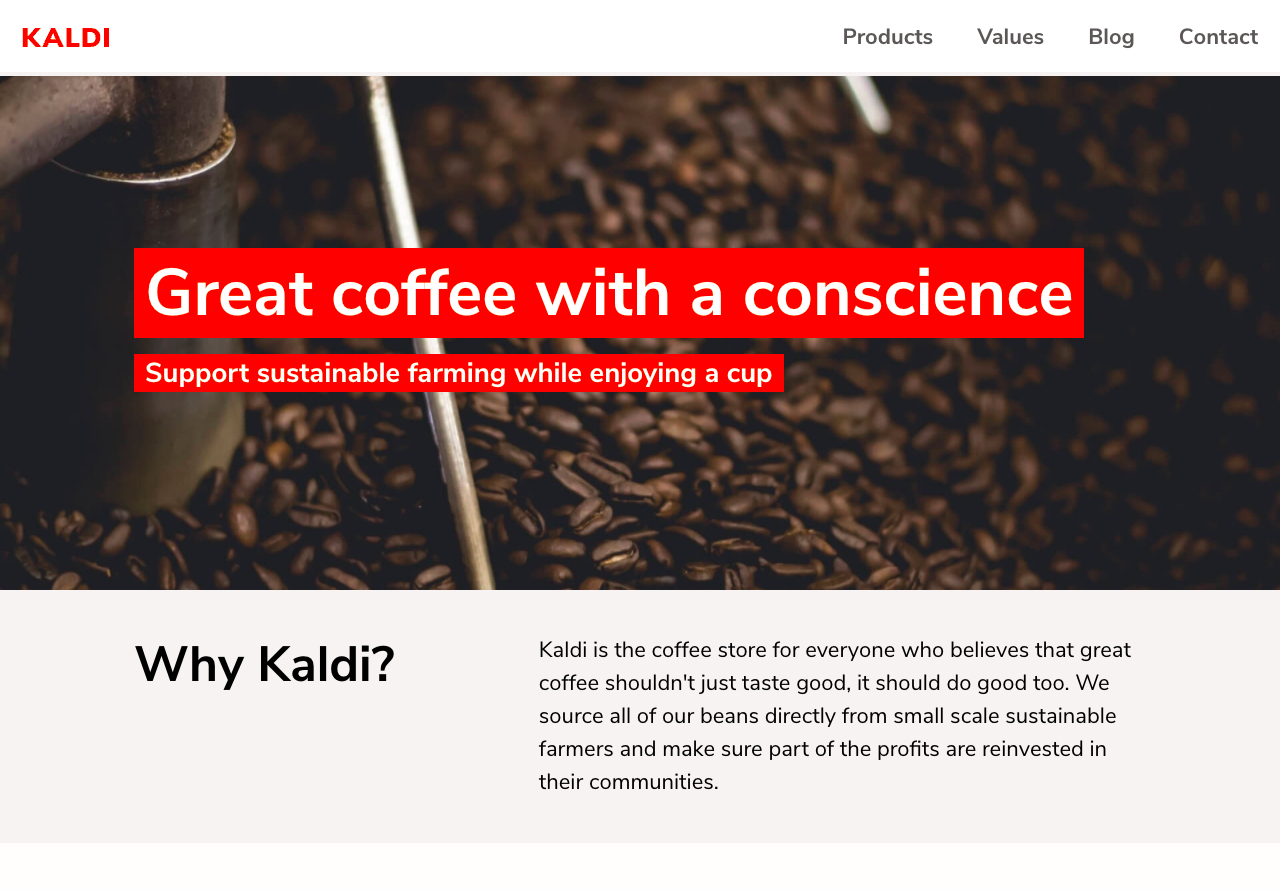 KALDI
Products Values Blog Contact
Great coffee with a conscience
Support sustainable farming while enjoying a cup
Why Kaldi?
Kaldi is the coffee store for everyone who believes that great
coffee shouldn't just taste good, it should do good too. We
source all of our beans directly from small scale sustainable
farmers and make sure part of the profits are reinvested in
their communities.